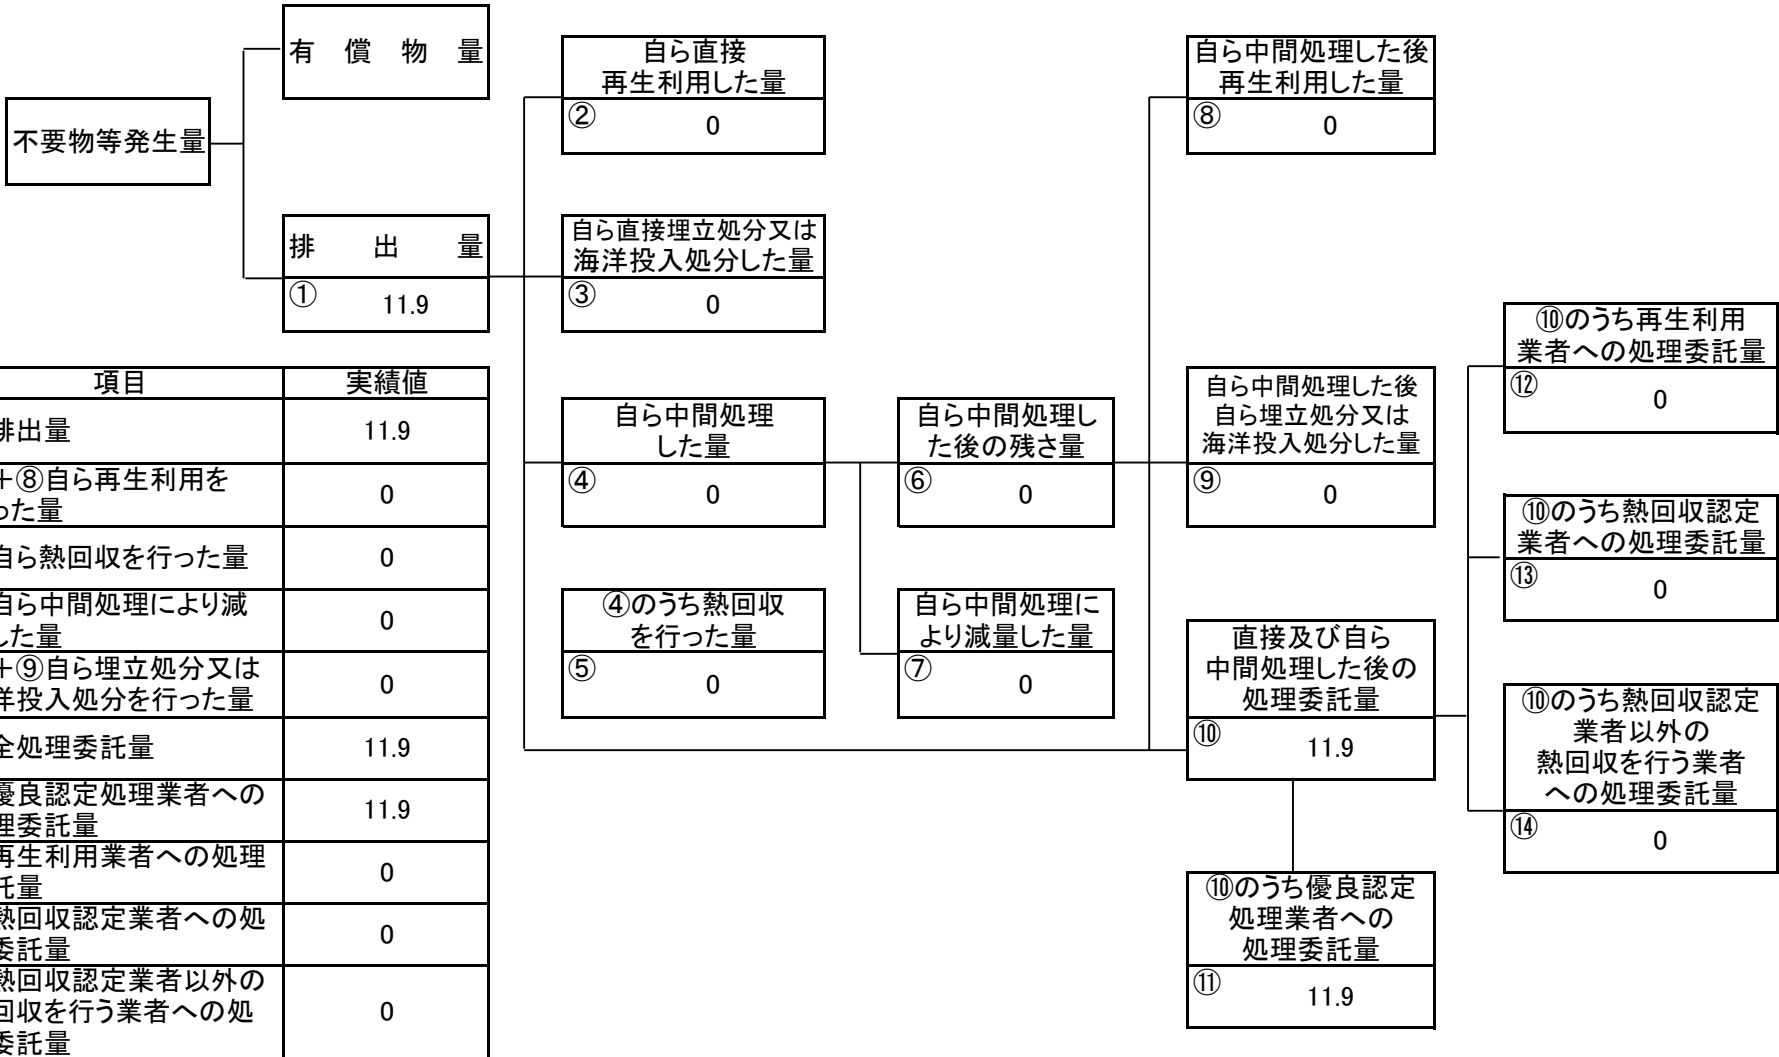 有償物量
不要物等発生量
排出量
① 11.9
自ら直接
再生利用した量
② 0
自ら直接埋立処分又は
海洋投入処分した量
③ 0
自ら中間処理
した量
④ 0
④のうち熱回収
を行った量
⑤ 0
自ら中間処理し
た後の残さ量
⑥ 0
自ら中間処理に
より減量した量
⑦ 0
自ら中間処理した後
再生利用した量
⑧ 0
自ら中間処理した後
自ら埋立処分又は
海洋投入処分した量
⑨ 0
直接及び自ら
中間処理した後の
処理委託量
⑩ 11.9
⑩のうち優良認定
処理業者への
処理委託量
⑪ 11.9
⑩のうち再生利用
業者への処理委託量
⑫ 0
⑩のうち熱回収認定
業者への処理委託量
⑬ 0
⑩のうち熱回収認定
業者以外の
熱回収を行う業者
への処理委託量
⑭ 0
項目 実績値
排出量 11.9
+⑧自ら再生利用を
った量 0
自ら熱回収を行った量 0
自ら中間処理により減
した量 0
+⑨自ら埋立処分又は
洋投入処分を行った量 0
全処理委託量 11.9
優良認定処理業者への
理委託量 11.9
再生利用業者への処理
託量 0
熱回収認定業者への処
委託量 0
熱回収認定業者以外の
回収を行う業者への処
委託量 0